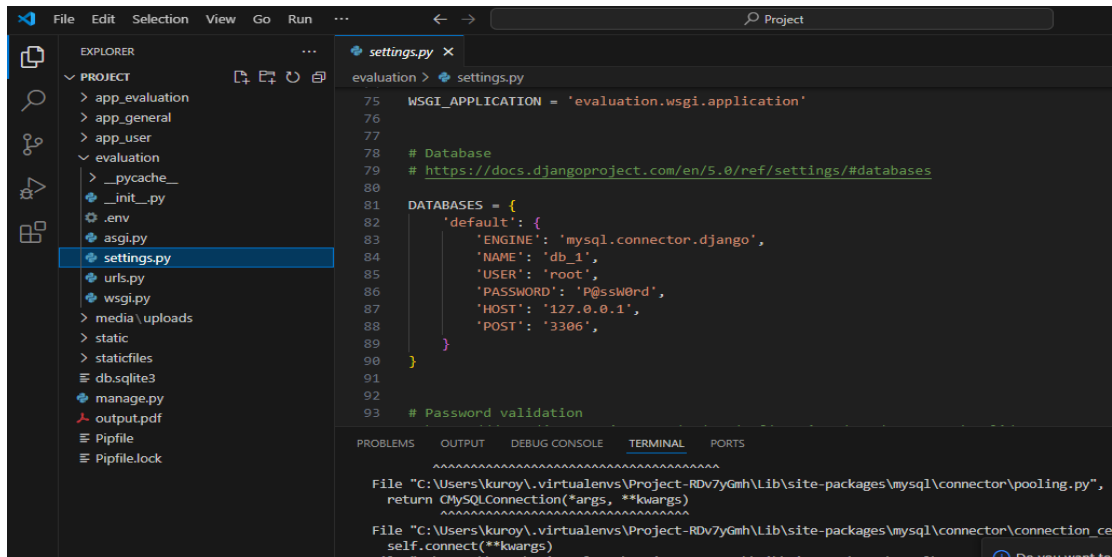 File Edit Selection View Go Run ··· ← → Project
EXPLORER ···
PROJECT
> app_evaluation
> app_general
> app_user
evaluation
> __pycache__
__init__.py
.env
asgi.py
settings.py
urls.py
wsgi.py
> media\uploads
> static
> staticfiles
db.sqlite3
manage.py
output.pdf
Pipfile
Pipfile.lock
settings.py ×
evaluation > settings.py
75 WSGI_APPLICATION = 'evaluation.wsgi.application'
76
77
78 # Database
79 # https://docs.djangoproject.com/en/5.0/ref/settings/#databases
80
81 DATABASES = {
82 'default': {
83 'ENGINE': 'mysql.connector.django',
84 'NAME': 'db_1',
85 'USER': 'root',
86 'PASSWORD': 'P@ssW0rd',
87 'HOST': '127.0.0.1',
88 'POST': '3306',
89 }
90 }
91
92
93 # Password validation
PROBLEMS OUTPUT DEBUG CONSOLE TERMINAL PORTS
^^^^^^^^^^^^^^^^^^^^^^^^^^^^^^^^^^^^^^^
File "C:\Users\kuroy\.virtualenvs\Project-RDv7yGmh\Lib\site-packages\mysql\connector\pooling.py",
return CMySQLConnection(*args, **kwargs)
^^^^^^^^^^^^^^^^^^^^^^^^^^^^^^^^^
File "C:\Users\kuroy\.virtualenvs\Project-RDv7yGmh\Lib\site-packages\mysql\connector\connection_ce
self.connect(**kwargs)
Do you want to